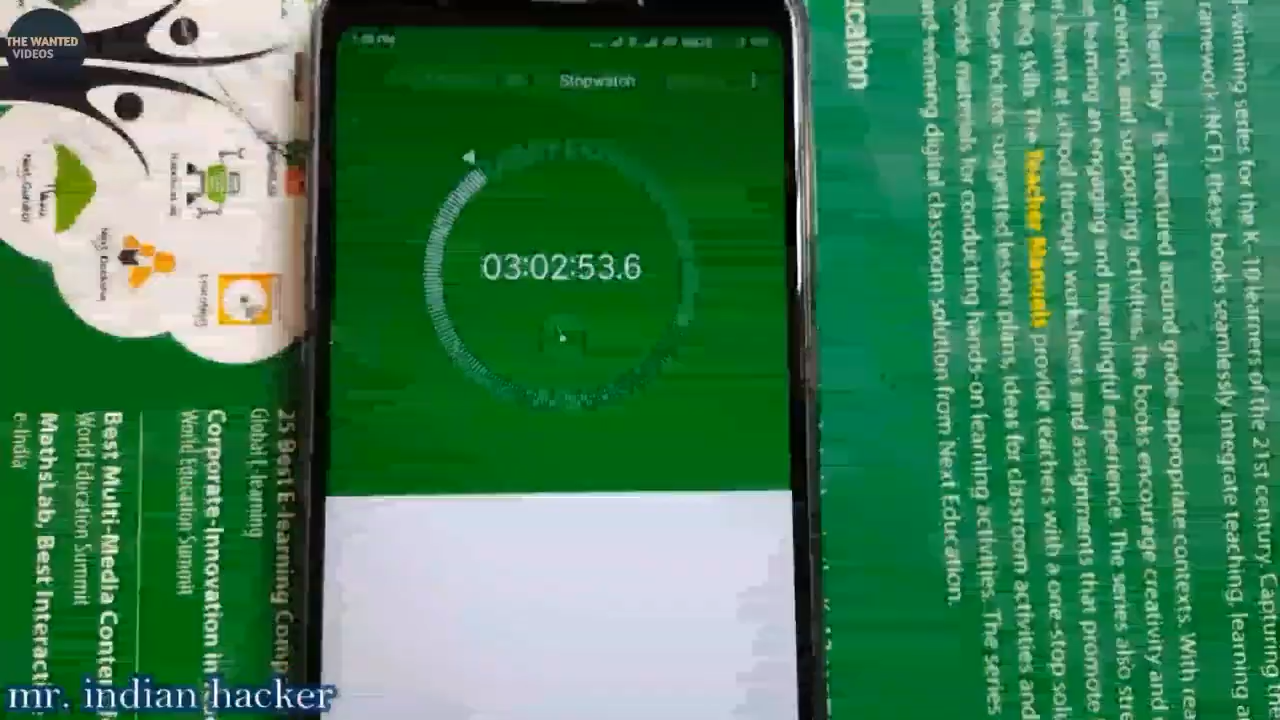 THE WANTED
VIDEOS
Stopwatch
03:02:53.6
25 Best E-learning Comp
Global E-learning
Corporate-Innovation in
World Education Summit
Best Multi-Media Conte
World Education Summit
MathsLab, Best Interact
e-India
-winning series for the K-10 learners of the 21st century. Capturing the
ramework (NCF), these books seamlessly integrate teaching, learning a
In NextPlay™ is structured around grade-appropriate contexts. With rea
cenarios, and supporting activities, the books encourage creativity and
learning an engaging and meaningful experience. The series also stre
learnt at school through worksheets and assignments that promote
king skills. The Teacher Manuals provide teachers with a one-stop solu
hese include suggested lesson plans, ideas for classroom activities and
ovide materials for conducting hands-on learning activities. The series
nd-winning digital classroom solution from Next Education.
ucation
mr. indian hacker